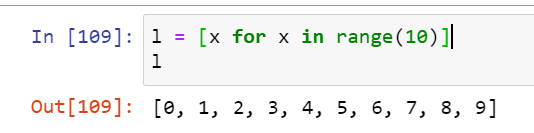 In [109]: l = [x for x in range(10)]
l
Out[109]: [0, 1, 2, 3, 4, 5, 6, 7, 8, 9]